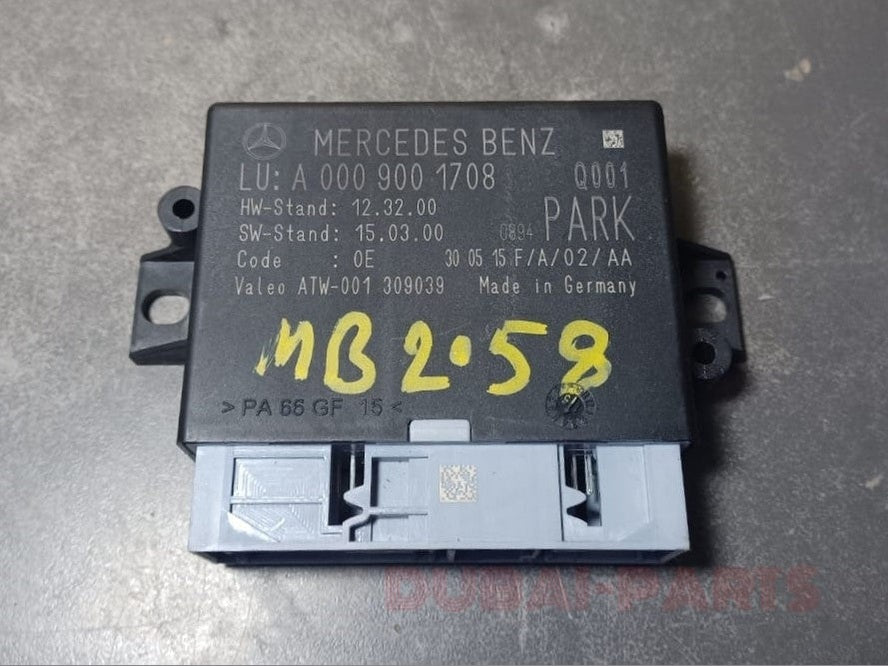 MERCEDES BENZ
LU: A 000 900 1708 Q001
HW-Stand: 12.32.00
SW-Stand: 15.03.00 0894 PARK
Code : 0E 30 05 15 F/A/02/AA
Valeo ATW-001 309039 Made in Germany
MB2.58
> PA 66 GF 15 <
DUBAI-PARTS